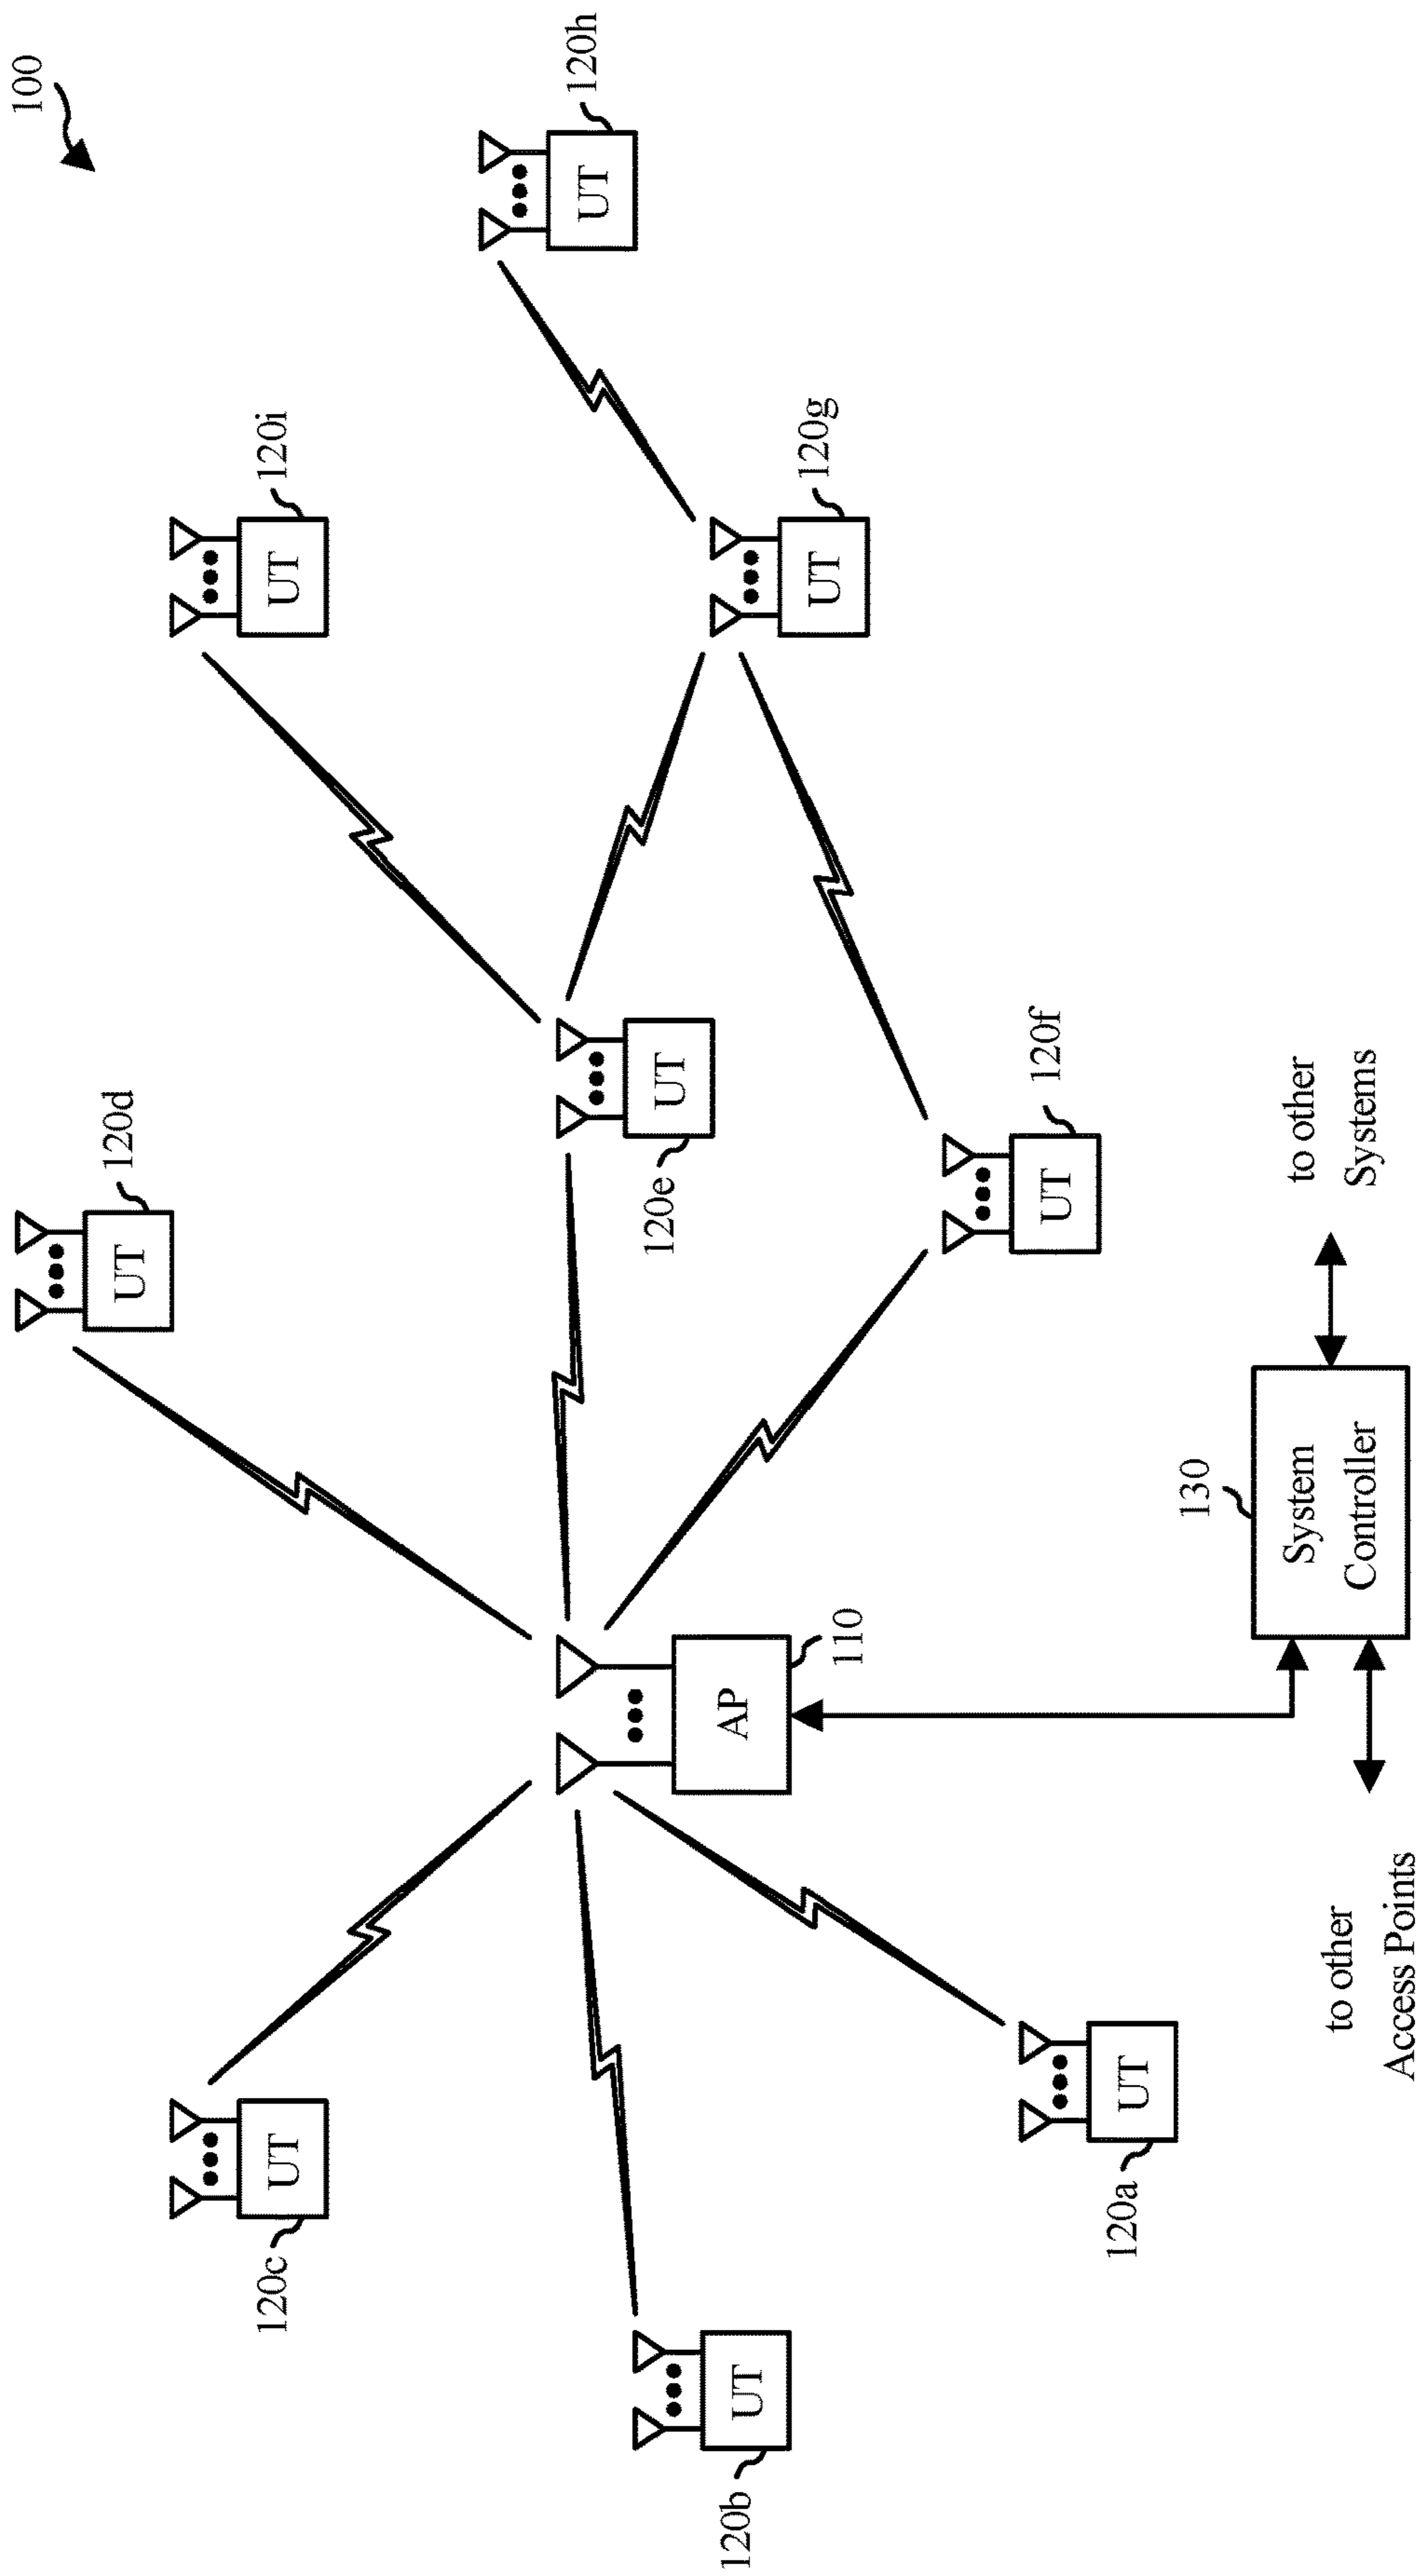 100
120d
UT
120i
UT
120h
UT
120c
UT
UT
120e
UT
120g
UT
120b
UT
AP
110
UT
120f
120a
UT
130
System
Controller
to other
Systems
to other
Access Points